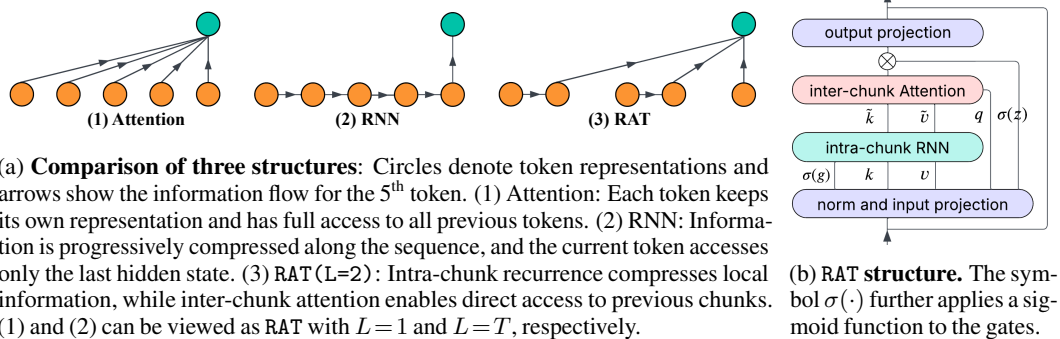 (1) Attention
(2) RNN
(3) RAT
(a) Comparison of three structures: Circles denote token representations and
arrows show the information flow for the 5th token. (1) Attention: Each token keeps
its own representation and has full access to all previous tokens. (2) RNN: Informa-
tion is progressively compressed along the sequence, and the current token accesses
only the last hidden state. (3) RAT(L=2): Intra-chunk recurrence compresses local
information, while inter-chunk attention enables direct access to previous chunks.
(1) and (2) can be viewed as RAT with L=1 and L=T, respectively.
output projection
⊗
inter-chunk Attention
k̃ ṽ q σ(z)
intra-chunk RNN
σ(g) k v
norm and input projection
(b) RAT structure. The sym-
bol σ(·) further applies a sig-
moid function to the gates.